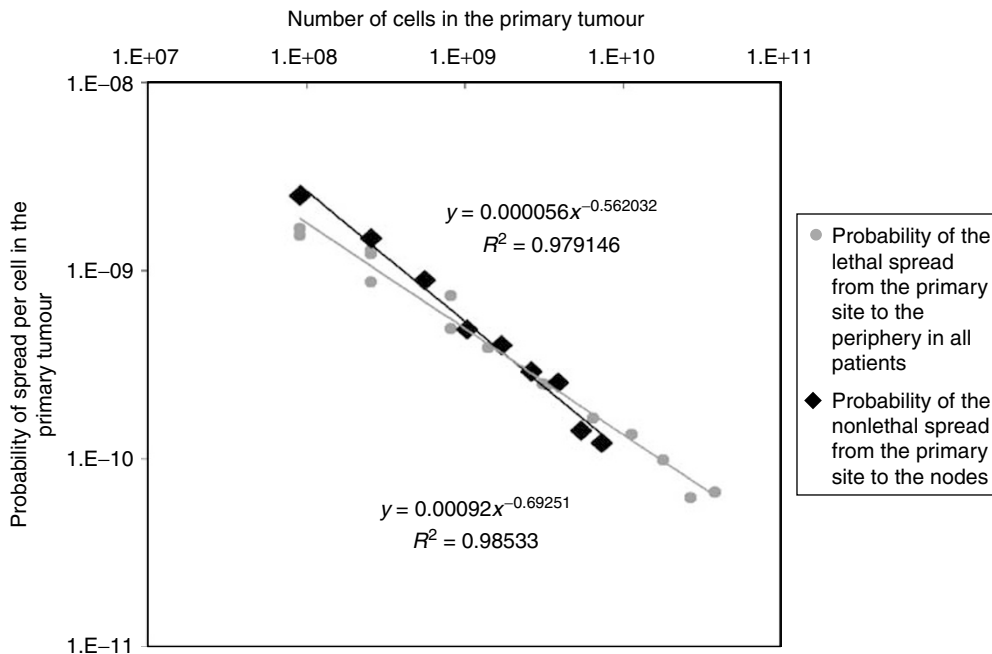 Number of cells in the primary tumour
1.E+07 1.E+08 1.E+09 1.E+10 1.E+11
1.E−08
1.E−09
1.E−10
1.E−11
Probability of spread per cell in the
primary tumour
y = 0.000056x^−0.562032
R² = 0.979146
y = 0.00092x^−0.69251
R² = 0.98533
Probability of the
lethal spread
from the primary
site to the
periphery in all
patients
Probability of the
nonlethal spread
from the primary
site to the nodes